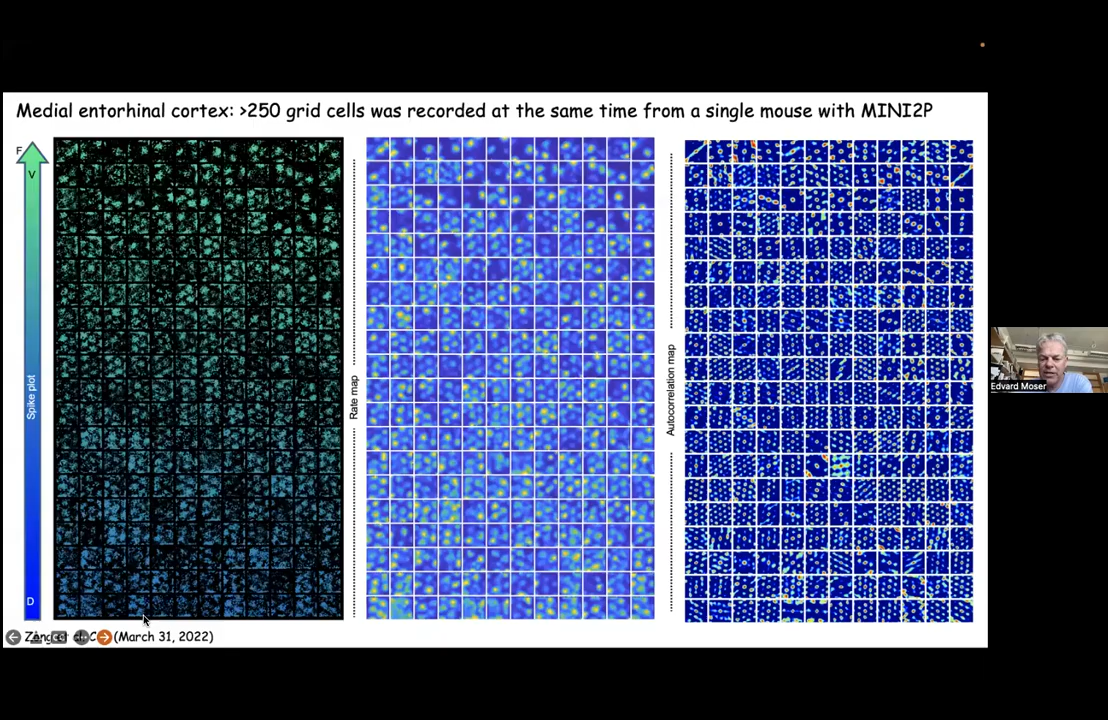 Medial entorhinal cortex: >250 grid cells was recorded at the same time from a single mouse with MINI2P
F
V
Spike plot
D
Rate map
Autocorrelation map
(March 31, 2022)
Edvard Moser